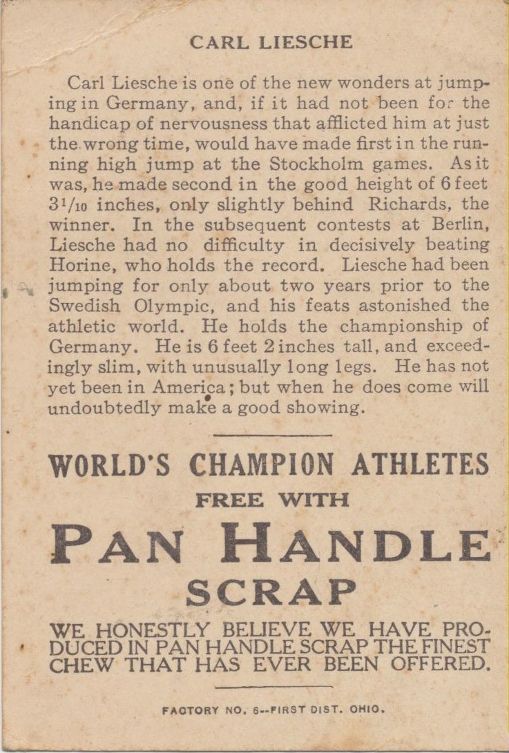 CARL LIESCHE
Carl Liesche is one of the new wonders at jump-
ing in Germany, and, if it had not been for the
handicap of nervousness that afflicted him at just
the wrong time, would have made first in the run-
ning high jump at the Stockholm games. As it
was, he made second in the good height of 6 feet
3 1/10 inches, only slightly behind Richards, the
winner. In the subsequent contests at Berlin,
Liesche had no difficulty in decisively beating
Horine, who holds the record. Liesche had been
jumping for only about two years prior to the
Swedish Olympic, and his feats astonished the
athletic world. He holds the championship of
Germany. He is 6 feet 2 inches tall, and exceed-
ingly slim, with unusually long legs. He has not
yet been in America; but when he does come will
undoubtedly make a good showing.
WORLD'S CHAMPION ATHLETES
FREE WITH
PAN HANDLE
SCRAP
WE HONESTLY BELIEVE WE HAVE PRO-
DUCED IN PAN HANDLE SCRAP THE FINEST
CHEW THAT HAS EVER BEEN OFFERED.
FACTORY NO. 6--FIRST DIST. OHIO.